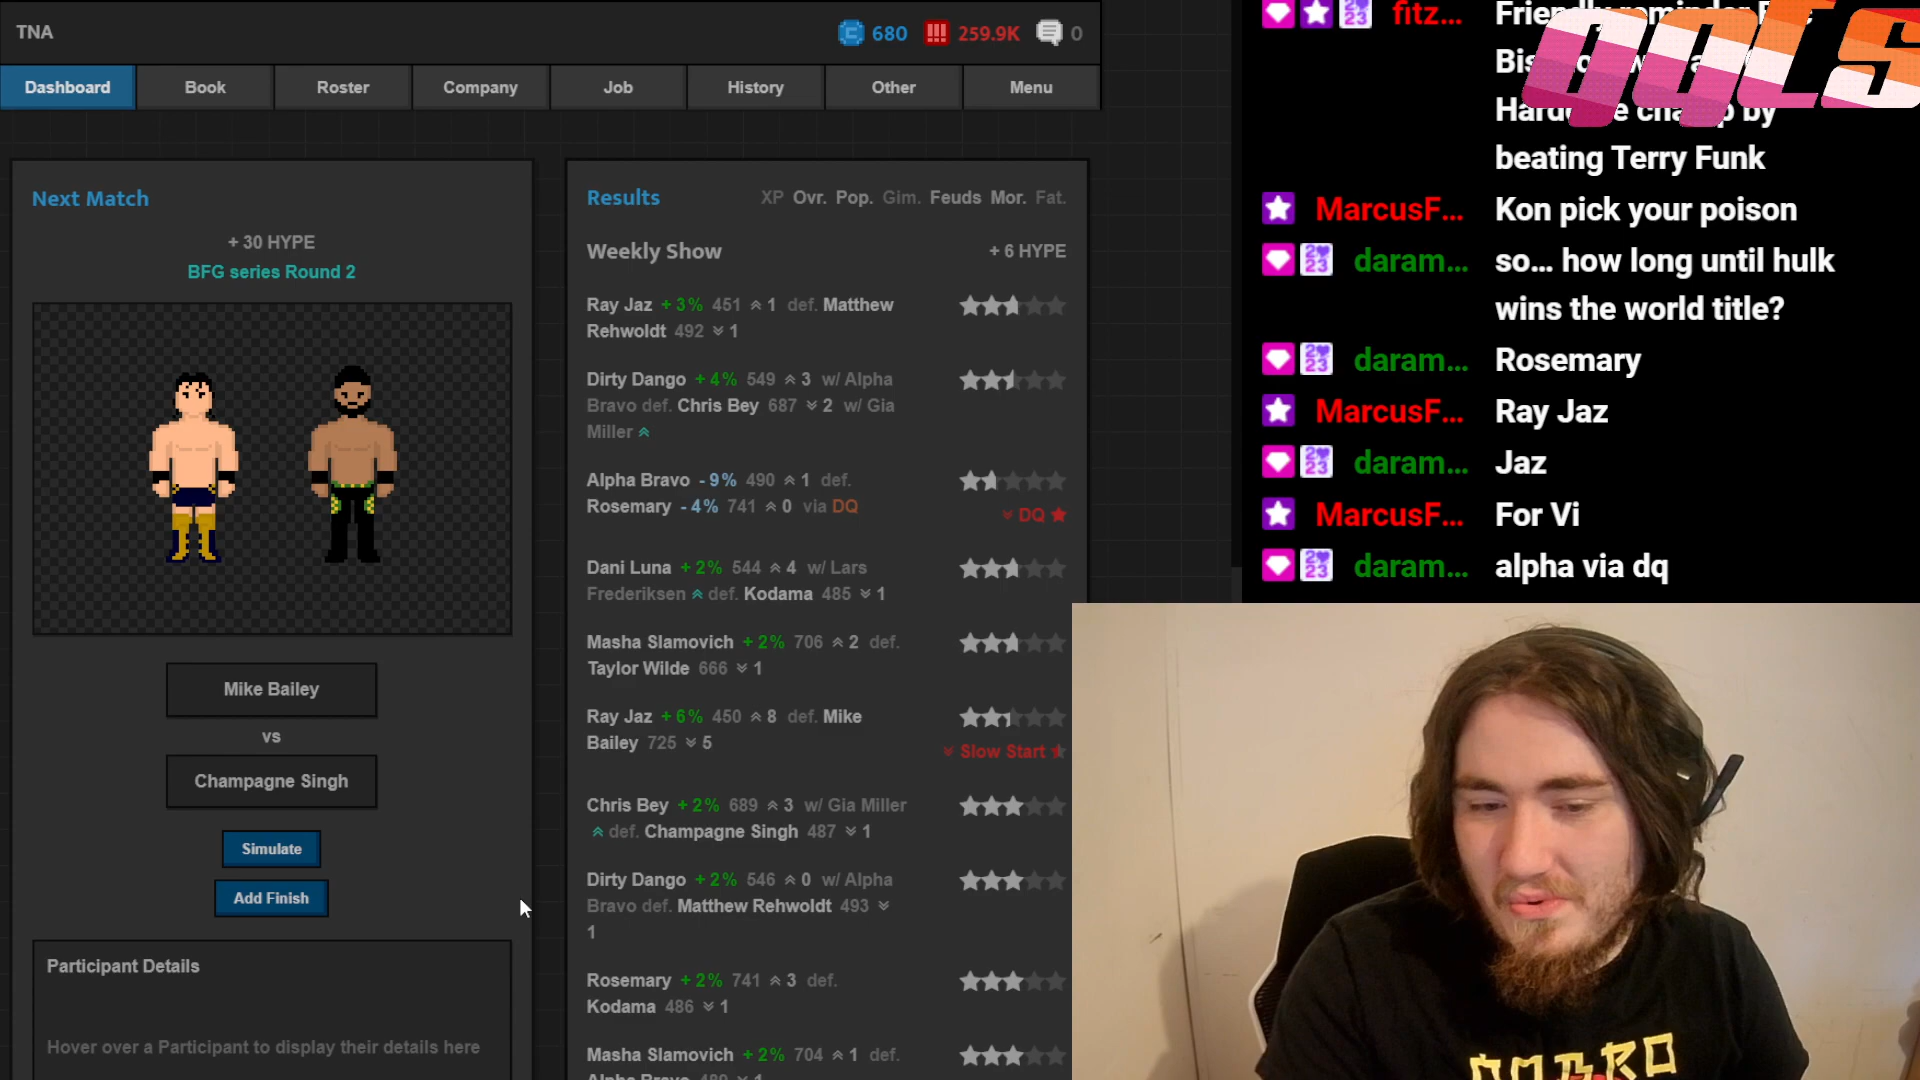 TNA
680
259.9K
0
Dashboard
Book
Roster
Company
Job
History
Other
Menu
Next Match
+ 30 HYPE
BFG series Round 2
Mike Bailey
vs
Champagne Singh
Simulate
Add Finish
Participant Details
Hover over a Participant to display their details here
Results
XP Ovr. Pop. Gim. Feuds Mor. Fat.
Weekly Show + 6 HYPE
Ray Jaz + 3% 451 1 def. Matthew
Rehwoldt 492 1
Dirty Dango + 4% 549 3 w/ Alpha
Bravo def. Chris Bey 687 2 w/ Gia
Miller
Alpha Bravo - 9% 490 1 def.
Rosemary - 4% 741 0 via DQ
DQ
Dani Luna + 2% 544 4 w/ Lars
Frederiksen def. Kodama 485 1
Masha Slamovich + 2% 706 2 def.
Taylor Wilde 666 1
Ray Jaz + 6% 450 8 def. Mike
Bailey 725 5
Slow Start
Chris Bey + 2% 689 3 w/ Gia Miller
def. Champagne Singh 487 1
Dirty Dango + 2% 546 0 w/ Alpha
Bravo def. Matthew Rehwoldt 493
1
Rosemary + 2% 741 3 def.
Kodama 486 1
Masha Slamovich + 2% 704 1 def.
fitz... Friendly reminder
beating Terry Funk
MarcusF... Kon pick your poison
daram... so... how long until hulk
wins the world title?
daram... Rosemary
MarcusF... Ray Jaz
daram... Jaz
MarcusF... For Vi
daram... alpha via dq